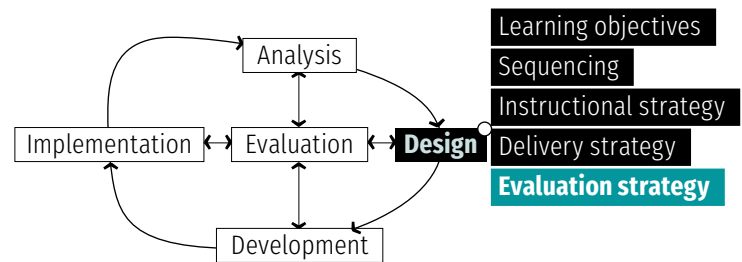 Analysis
Implementation
Evaluation
Design
Development
Learning objectives
Sequencing
Instructional strategy
Delivery strategy
Evaluation strategy